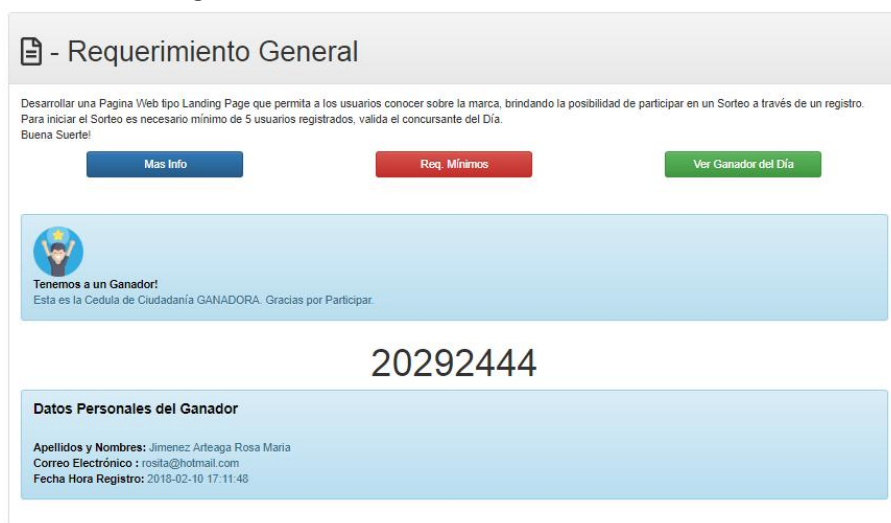 - Requerimiento General
Desarrollar una Pagina Web tipo Landing Page que permita a los usuarios conocer sobre la marca, brindando la posibilidad de participar en un Sorteo a través de un registro.
Para iniciar el Sorteo es necesario mínimo de 5 usuarios registrados, valida el concursante del Día.
Buena Suerte!
Mas Info
Req. Mínimos
Ver Ganador del Día
Tenemos a un Ganador!
Esta es la Cedula de Ciudadanía GANADORA. Gracias por Participar.
20292444
Datos Personales del Ganador
Apellidos y Nombres: Jimenez Arteaga Rosa Maria
Correo Electrónico : rosita@hotmail.com
Fecha Hora Registro: 2018-02-10 17:11:48